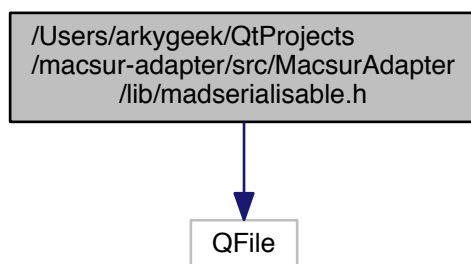 /Users/arkygeek/QtProjects
/macsur-adapter/src/MacsurAdapter
/lib/madserialisable.h
QFile